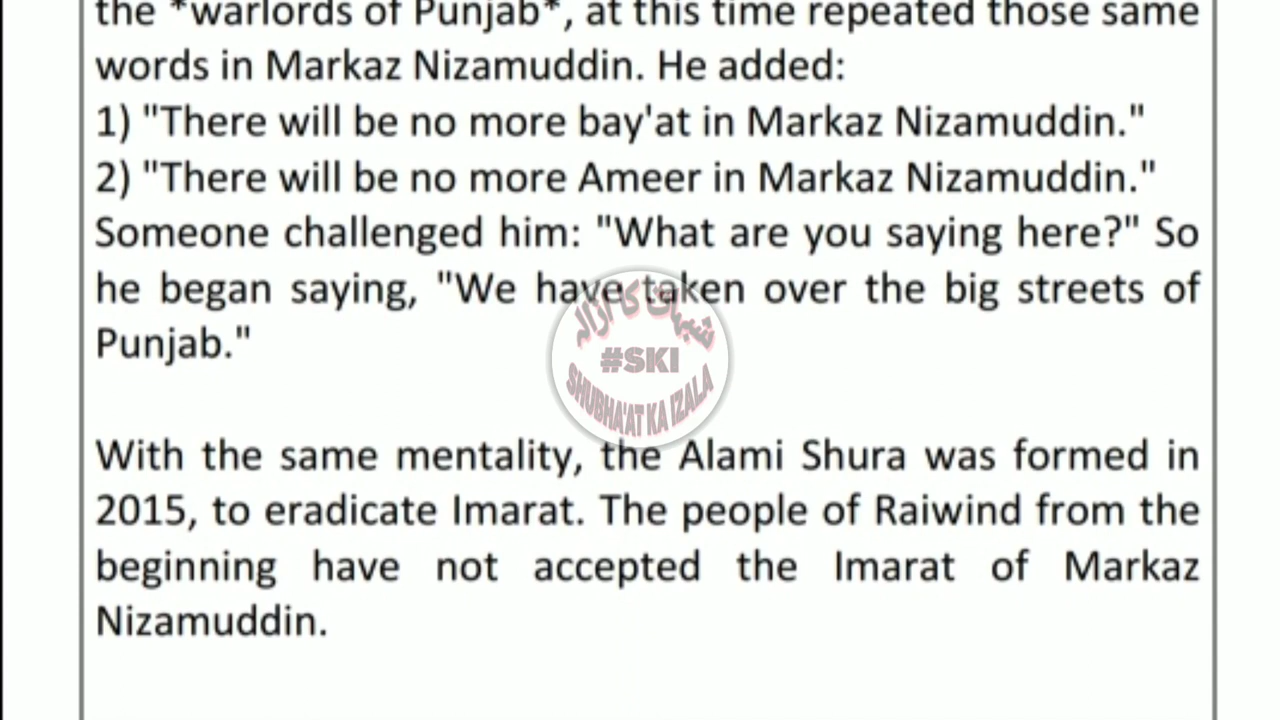 the *warlords of Punjab*, at this time repeated those same
words in Markaz Nizamuddin. He added:
1) "There will be no more bay'at in Markaz Nizamuddin."
2) "There will be no more Ameer in Markaz Nizamuddin."
Someone challenged him: "What are you saying here?" So
he began saying, "We have taken over the big streets of
Punjab."
شبہات کا ازالہ
#SKI
SHUBHA'AT KA IZALA
With the same mentality, the Alami Shura was formed in
2015, to eradicate Imarat. The people of Raiwind from the
beginning have not accepted the Imarat of Markaz
Nizamuddin.